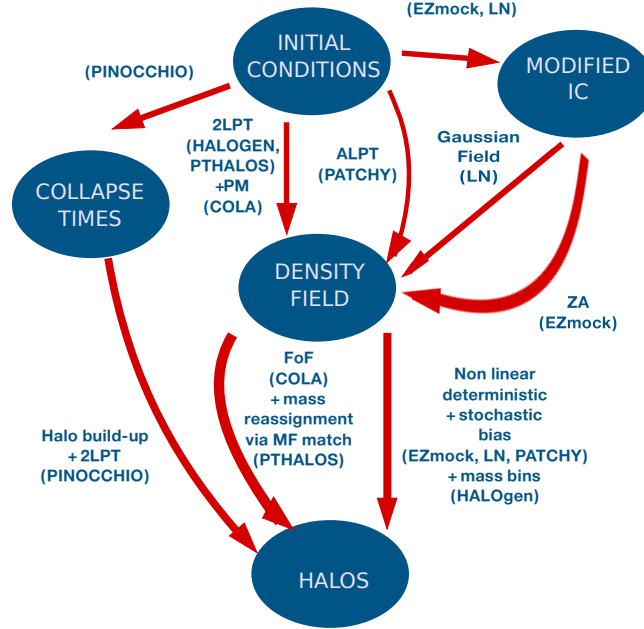 (EZmock, LN)
INITIAL
CONDITIONS
MODIFIED
IC
(PINOCCHIO)
2LPT
(HALOGEN,
PTHALOS)
+PM
(COLA)
ALPT
(PATCHY)
Gaussian
Field
(LN)
COLLAPSE
TIMES
DENSITY
FIELD
ZA
(EZmock)
FoF
(COLA)
+ mass
reassignment
via MF match
(PTHALOS)
Non linear
deterministic
+ stochastic
bias
(EZmock, LN, PATCHY)
+ mass bins
(HALOgen)
Halo build-up
+ 2LPT
(PINOCCHIO)
HALOS